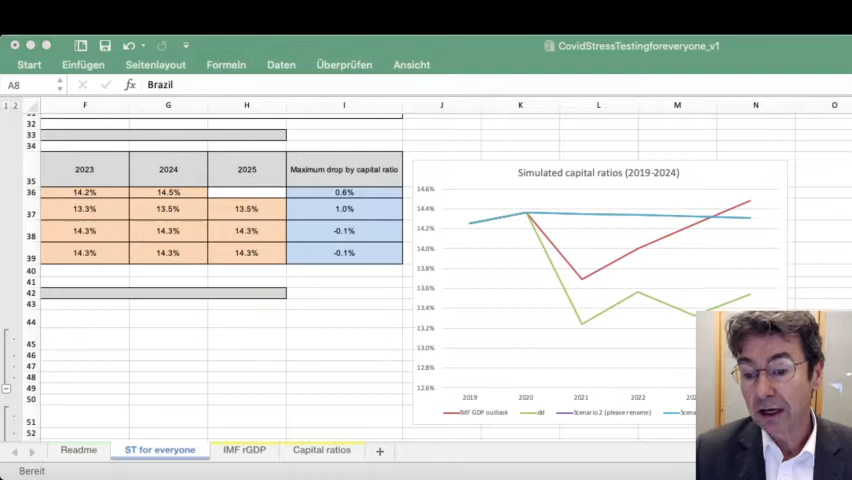 CovidStressTestingforeveryone_v1
Start Einfügen Seitenlayout Formeln Daten Überprüfen Ansicht
A8 fx Brazil
1 2 F G H I J K L M N O
31
32
33
34
35 2023 2024 2025 Maximum drop by capital ratio
36 14.2% 14.5% 0.6%
37 13.3% 13.5% 13.5% 1.0%
38 14.3% 14.3% 14.3% -0.1%
39 14.3% 14.3% 14.3% -0.1%
40
41
42
43
44
45
46
47
48
49
50
51
52
Simulated capital ratios (2019-2024)
14.6%
14.4%
14.2%
14.0%
13.8%
13.6%
13.4%
13.2%
13.0%
12.8%
12.6%
2019 2020 2021 2022
IMF GDP outlook dd Scenario 2 (please rename)
Readme ST for everyone IMF rGDP Capital ratios +
Bereit